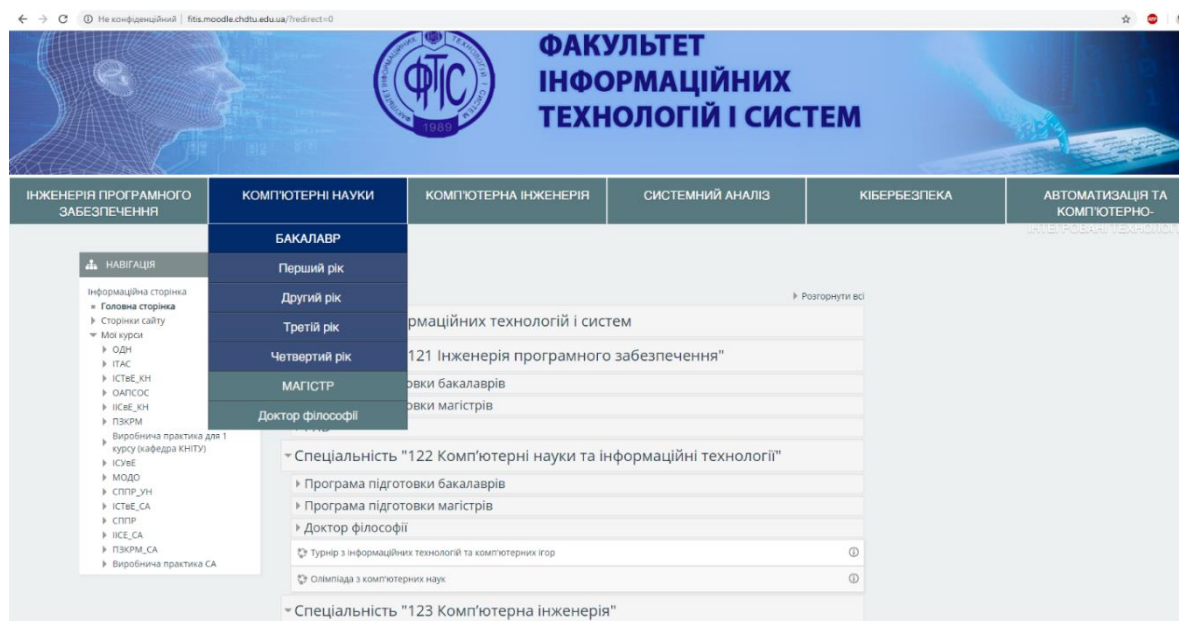 Не конфіденційний | fitis.moodle.chdtu.edu.ua/?redirect=0
ФАКУЛЬТЕТ
ІНФОРМАЦІЙНИХ
ТЕХНОЛОГІЙ І СИСТЕМ
ФІТІС
1989
ІНЖЕНЕРІЯ ПРОГРАМНОГО
ЗАБЕЗПЕЧЕННЯ
КОМП'ЮТЕРНІ НАУКИ
КОМП'ЮТЕРНА ІНЖЕНЕРІЯ
СИСТЕМНИЙ АНАЛІЗ
КІБЕРБЕЗПЕКА
АВТОМАТИЗАЦІЯ ТА
КОМП'ЮТЕРНО-
БАКАЛАВР
Перший рік
Другий рік
Третій рік
Четвертий рік
МАГІСТР
Доктор філософії
НАВІГАЦІЯ
Інформаційна сторінка
Головна сторінка
Сторінки сайту
Мої курси
ОДН
ІТАС
ІСТвЕ_КН
ОАПСОС
ІІСвЕ_КН
ПЗКРМ
Виробнича практика для 1
курсу (кафедра КНІТУ)
ІСУвЕ
МОДО
СППР_УН
ІСТвЕ_СА
СППР
ІІСЕ_СА
ПЗКРМ_СА
Виробнича практика СА
Розгорнути всі
рмаційних технологій і систем
121 Інженерія програмного забезпечення"
овки бакалаврів
овки магістрів
Спеціальність "122 Комп'ютерні науки та інформаційні технології"
Програма підготовки бакалаврів
Програма підготовки магістрів
Доктор філософії
Турнір з інформаційних технологій та комп'ютерних ігор
Олімпіада з комп'ютерних наук
Спеціальність "123 Комп'ютерна інженерія"